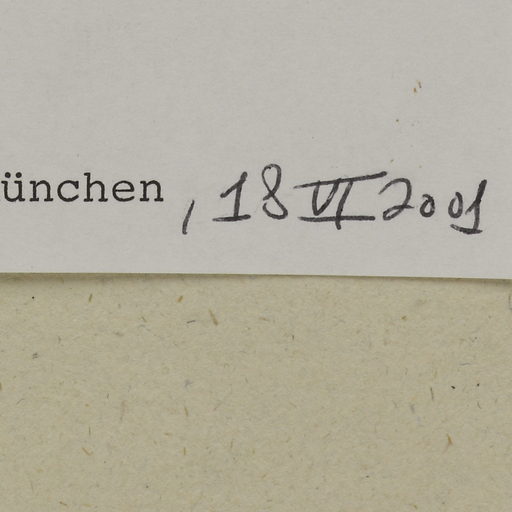 ünchen , 18 VI 2001